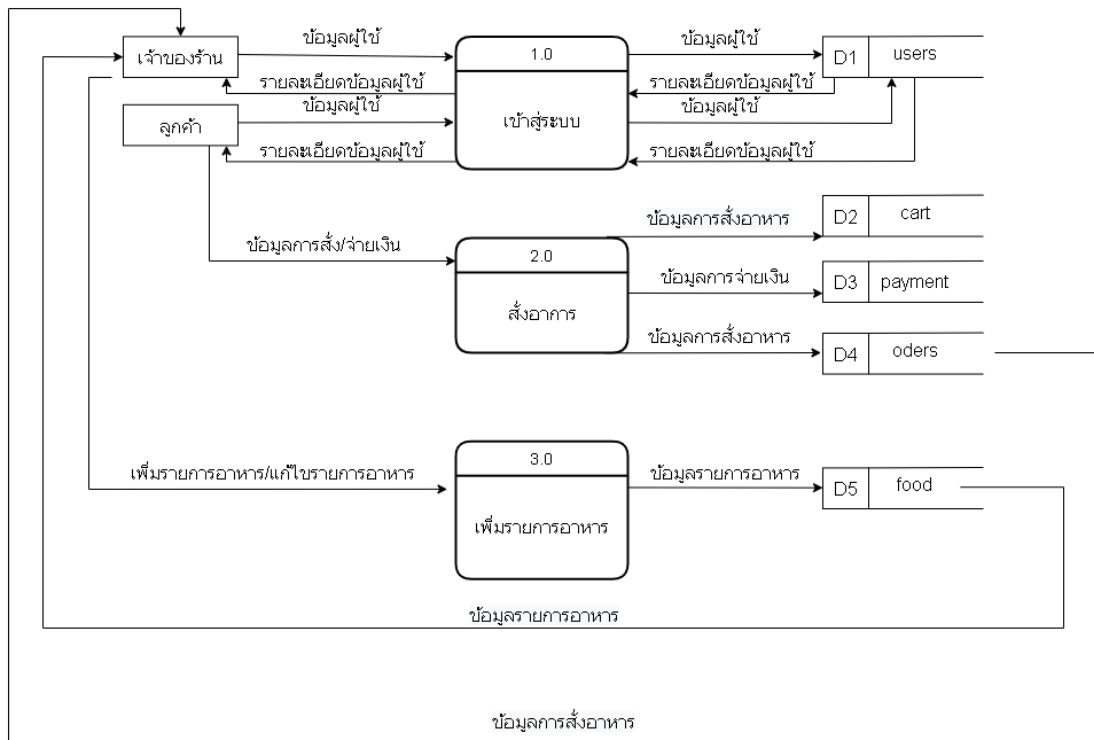 ข้อมูลผู้ใช้
ข้อมูลผู้ใช้
เจ้าของร้าน
1.0
D1
users
รายละเอียดข้อมูลผู้ใช้
รายละเอียดข้อมูลผู้ใช้
ข้อมูลผู้ใช้
ข้อมูลผู้ใช้
ลูกค้า
เข้าสู่ระบบ
รายละเอียดข้อมูลผู้ใช้
รายละเอียดข้อมูลผู้ใช้
ข้อมูลการสั่งอาหาร
D2
cart
ข้อมูลการสั่ง/จ่ายเงิน
2.0
ข้อมูลการจ่ายเงิน
D3
payment
สั่งอาการ
ข้อมูลการสั่งอาหาร
D4
oders
3.0
เพิ่มรายการอาหาร/แก้ไขรายการอาหาร
ข้อมูลรายการอาหาร
D5
food
เพิ่มรายการอาหาร
ข้อมูลรายการอาหาร
ข้อมูลการสั่งอาหาร